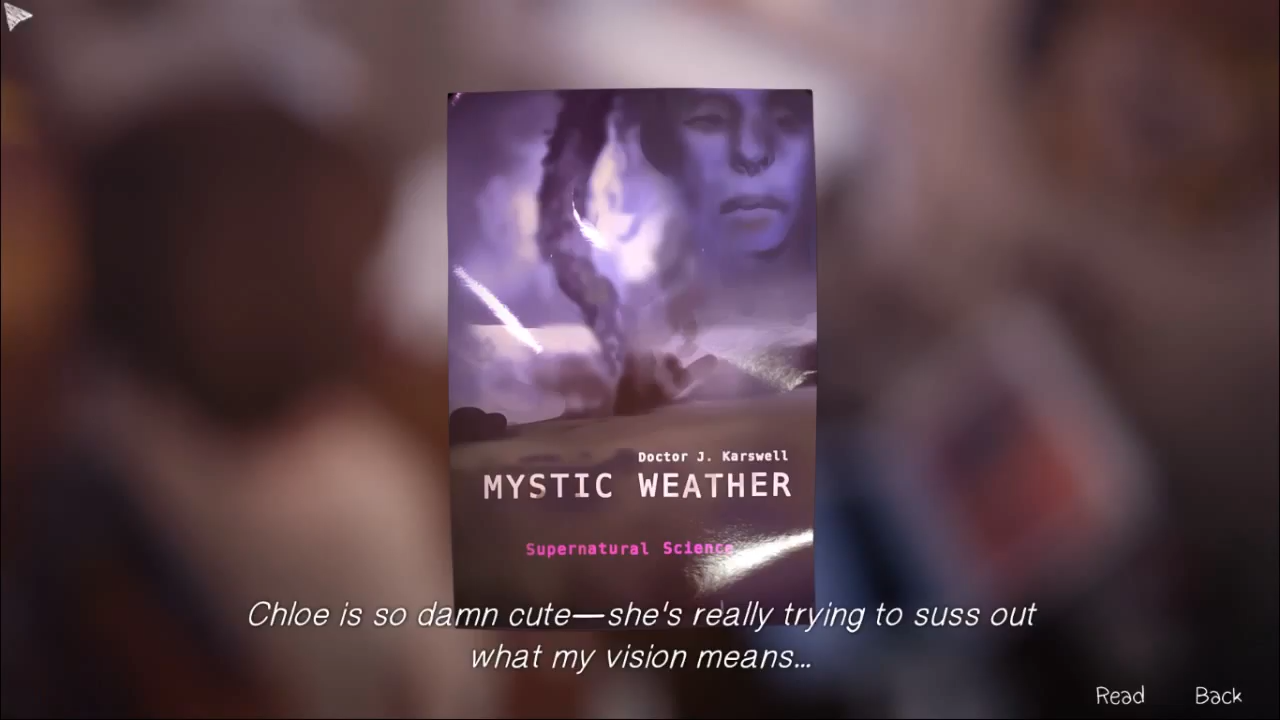 Doctor J. Karswell
MYSTIC WEATHER
Supernatural Science
Chloe is so damn cute—she's really trying to suss out
what my vision means...
Read Back